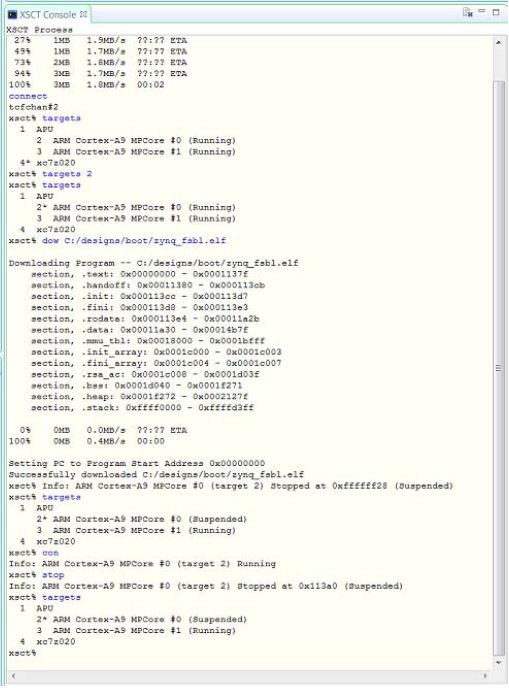 XSCT Console
XSCT Process
27% 1MB 1.9MB/s ??:?? ETA
49% 1MB 1.7MB/s ??:?? ETA
73% 2MB 1.8MB/s ??:?? ETA
94% 3MB 1.7MB/s ??:?? ETA
100% 3MB 1.8MB/s 00:02
connect
tcfchan#2
xsct% targets
1 APU
2 ARM Cortex-A9 MPCore #0 (Running)
3 ARM Cortex-A9 MPCore #1 (Running)
4* xc7z020
xsct% targets 2
xsct% targets
1 APU
2* ARM Cortex-A9 MPCore #0 (Running)
3 ARM Cortex-A9 MPCore #1 (Running)
4 xc7z020
xsct% dow C:/designs/boot/zynq_fsbl.elf
Downloading Program -- C:/designs/boot/zynq_fsbl.elf
section, .text: 0x00000000 - 0x0001137f
section, .handoff: 0x00011380 - 0x000113cb
section, .init: 0x000113cc - 0x000113d7
section, .fini: 0x000113d8 - 0x000113e3
section, .rodata: 0x000113e4 - 0x00011a2b
section, .data: 0x00011a30 - 0x00014b7f
section, .mmu_tbl: 0x00018000 - 0x0001bfff
section, .init_array: 0x0001c000 - 0x0001c003
section, .fini_array: 0x0001c004 - 0x0001c007
section, .rsa_ac: 0x0001c008 - 0x0001d03f
section, .bss: 0x0001d040 - 0x0001f271
section, .heap: 0x0001f272 - 0x0002127f
section, .stack: 0xffff0000 - 0xffffd3ff
0% 0MB 0.0MB/s ??:?? ETA
100% 0MB 0.4MB/s 00:00
Setting PC to Program Start Address 0x00000000
Successfully downloaded C:/designs/boot/zynq_fsbl.elf
xsct% Info: ARM Cortex-A9 MPCore #0 (target 2) Stopped at 0xffffff28 (Suspended)
xsct% targets
1 APU
2* ARM Cortex-A9 MPCore #0 (Suspended)
3 ARM Cortex-A9 MPCore #1 (Running)
4 xc7z020
xsct% con
Info: ARM Cortex-A9 MPCore #0 (target 2) Running
xsct% stop
Info: ARM Cortex-A9 MPCore #0 (target 2) Stopped at 0x113a0 (Suspended)
xsct% targets
1 APU
2* ARM Cortex-A9 MPCore #0 (Suspended)
3 ARM Cortex-A9 MPCore #1 (Running)
4 xc7z020
xsct%